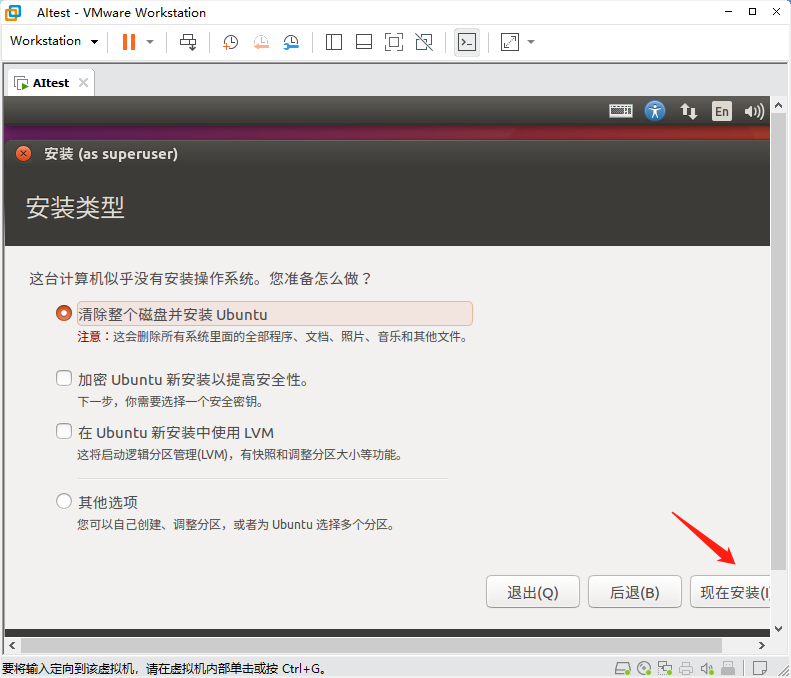 AItest - VMware Workstation
Workstation
AItest
En
安装 (as superuser)
安装类型
这台计算机似乎没有安装操作系统。您准备怎么做？
清除整个磁盘并安装 Ubuntu
注意：这会删除所有系统里面的全部程序、文档、照片、音乐和其他文件。
加密 Ubuntu 新安装以提高安全性。
下一步，你需要选择一个安全密钥。
在 Ubuntu 新安装中使用 LVM
这将启动逻辑分区管理(LVM)，有快照和调整分区大小等功能。
其他选项
您可以自己创建、调整分区，或者为 Ubuntu 选择多个分区。
退出(Q) 后退(B) 现在安装(I
要将输入定向到该虚拟机，请在虚拟机内部单击或按 Ctrl+G。